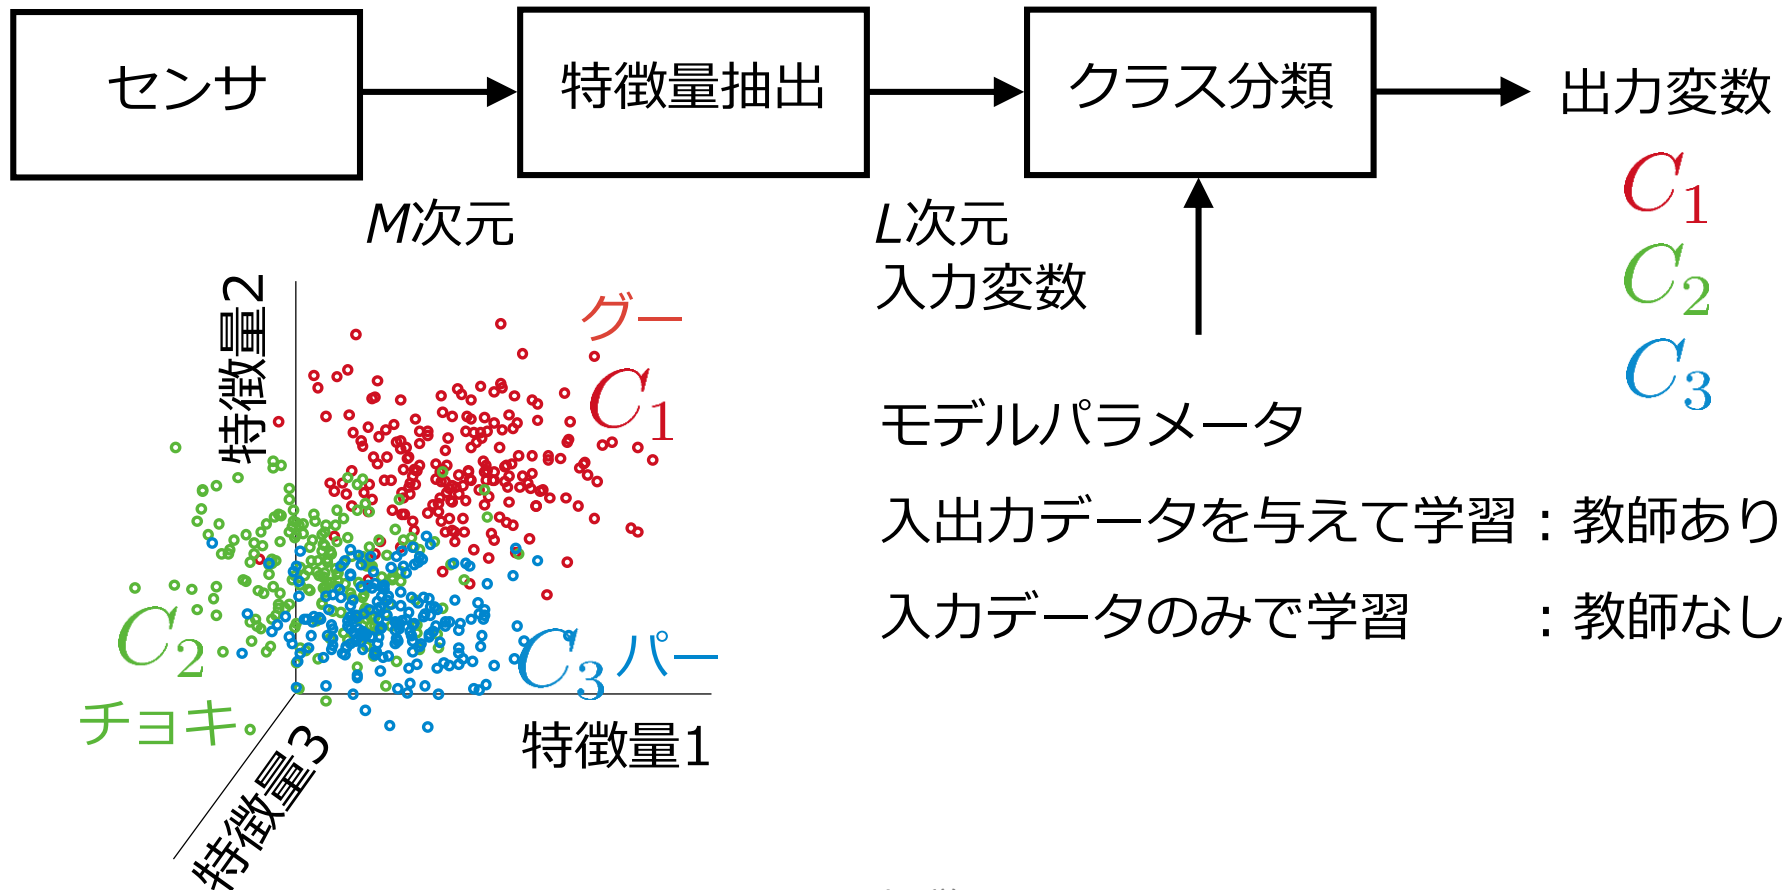 センサ
特徴量抽出
クラス分類
出力変数
M次元
L次元
入力変数
C1
C2
C3
特徴量2
グー
C1
C2
チョキ
C3 パー
特徴量1
特徴量3
モデルパラメータ
入出力データを与えて学習:教師あり
入力データのみで学習 :教師なし